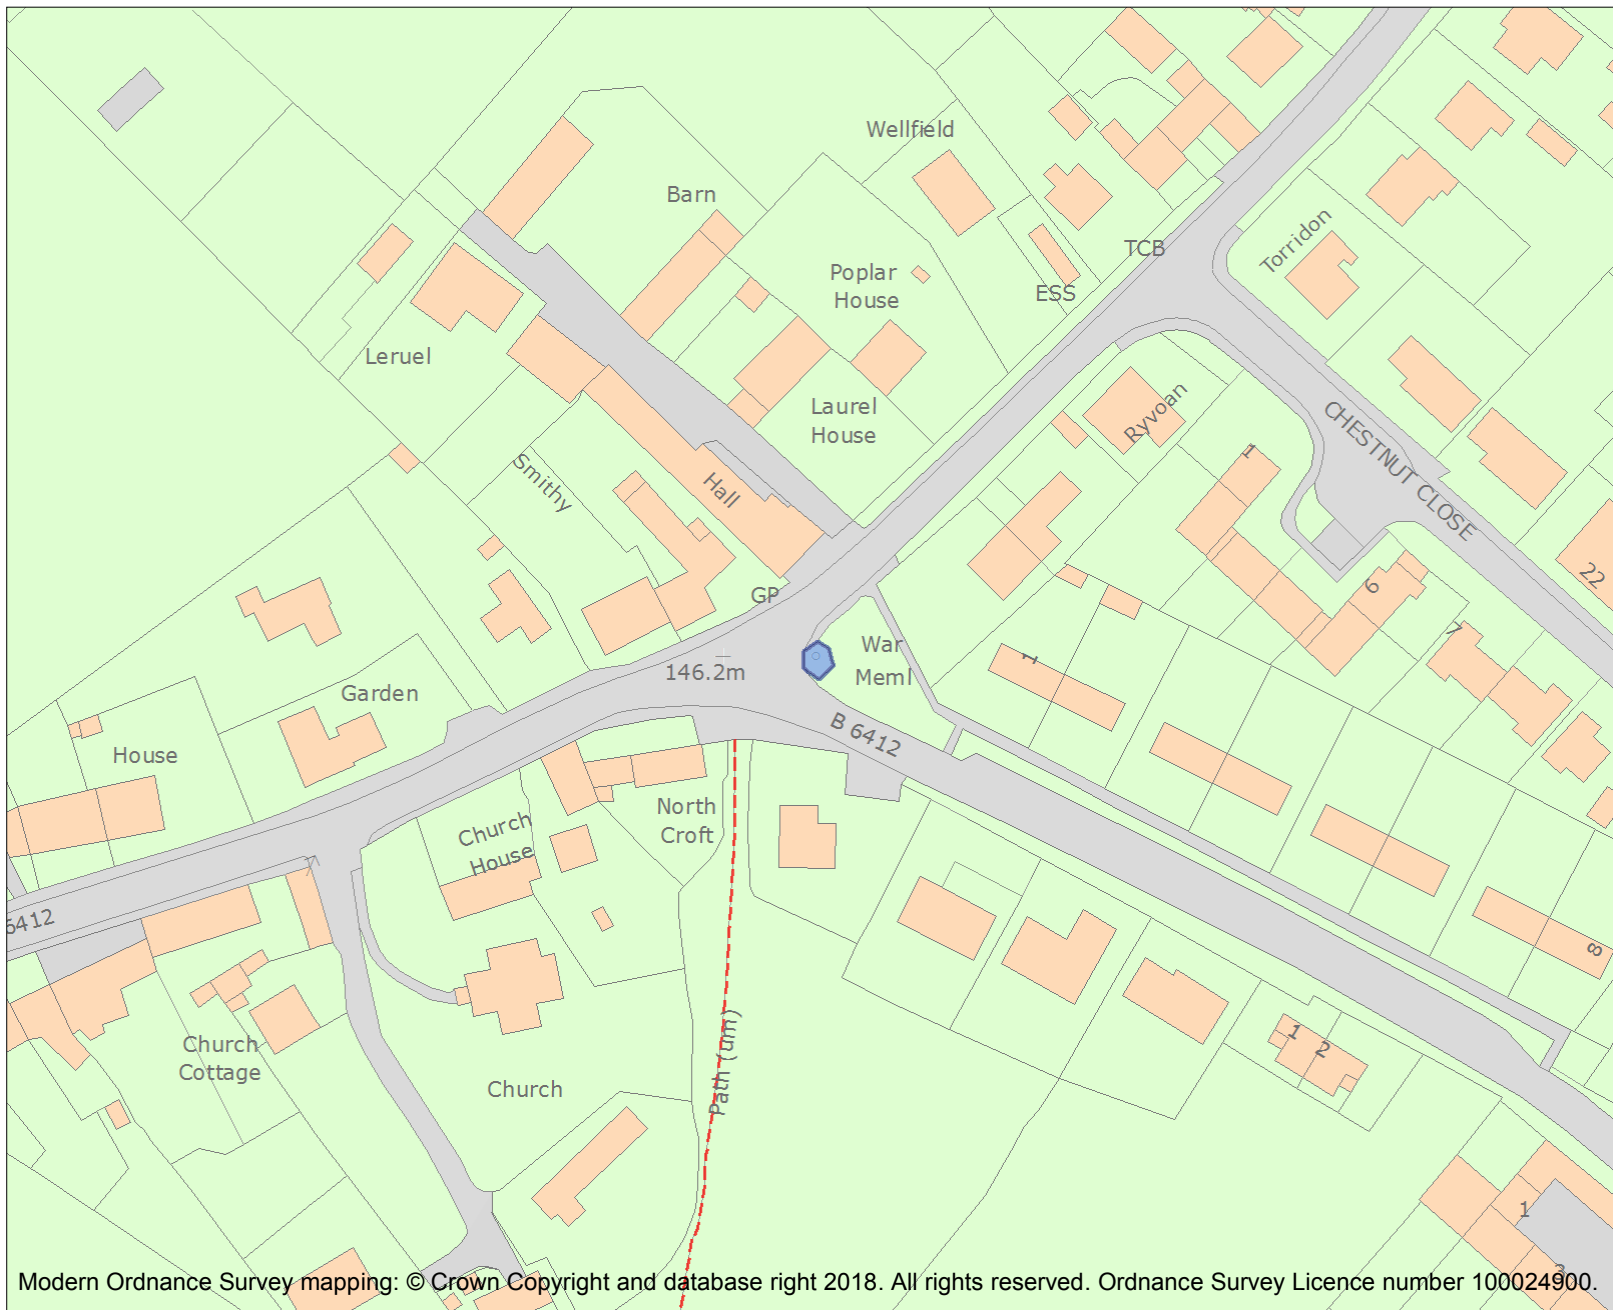 Wellfield
Barn
Torridon
TCB
Poplar
House
ESS
Leruel
Ryvoan
Laurel
House
CHESTNUT CLOSE
1
Smithy
Hall
22
6
GP
7
War
Meml
1
146.2m
Garden
B 6412
House
North
Croft
Church
House
6412
8
Church
Cottage
1
2
Path (um)
Church
1
3
Modern Ordnance Survey mapping: © Crown Copyright and database right 2018. All rights reserved. Ordnance Survey Licence number 100024900.